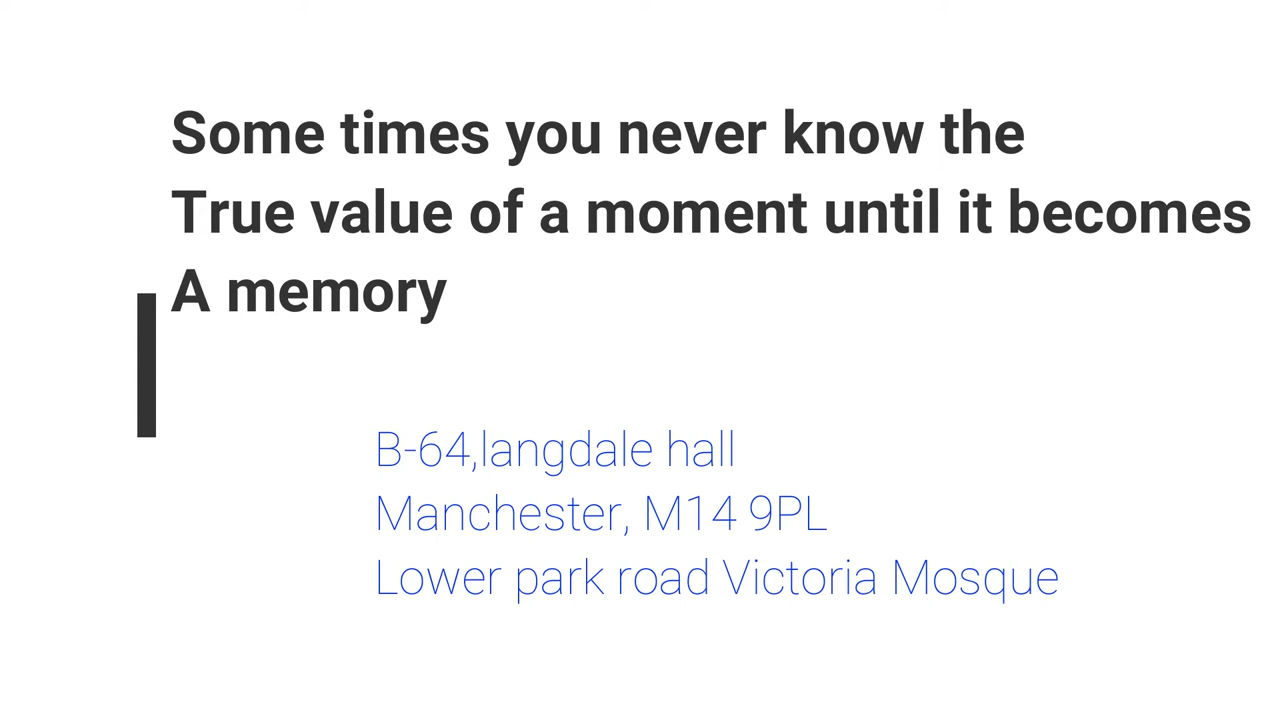 Some times you never know the
True value of a moment until it becomes
A memory
B-64,langdale hall
Manchester, M14 9PL
Lower park road Victoria Mosque